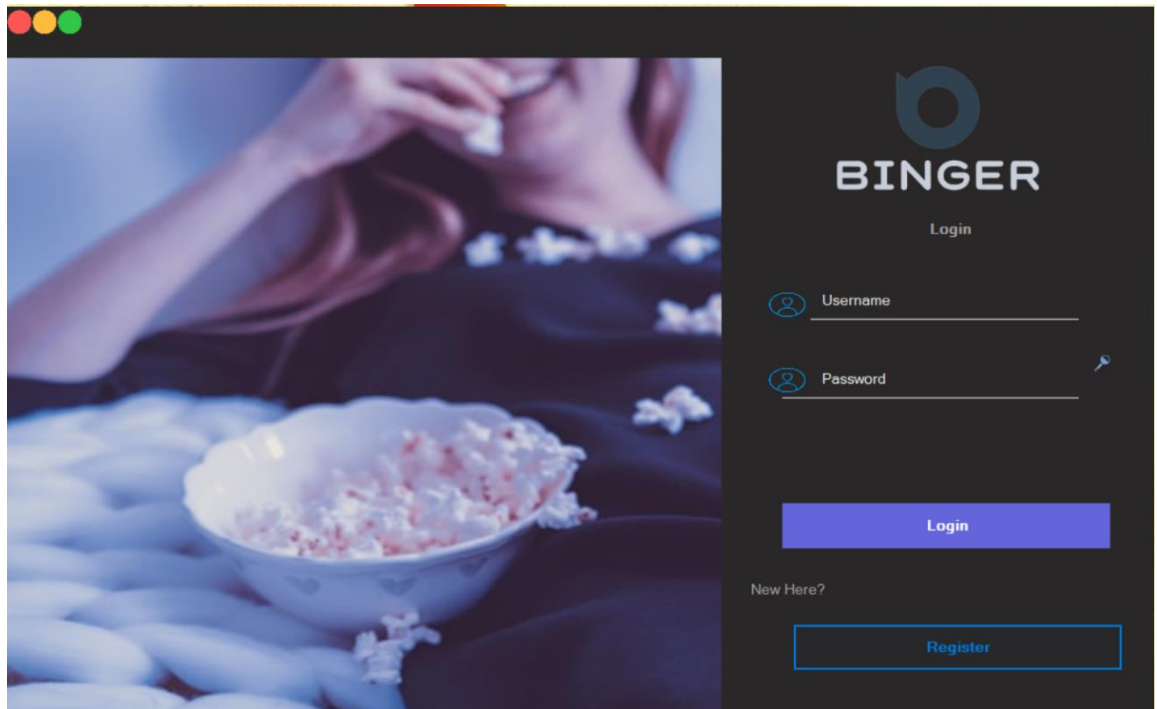 BINGER
Login
Username
Password
Login
New Here?
Register